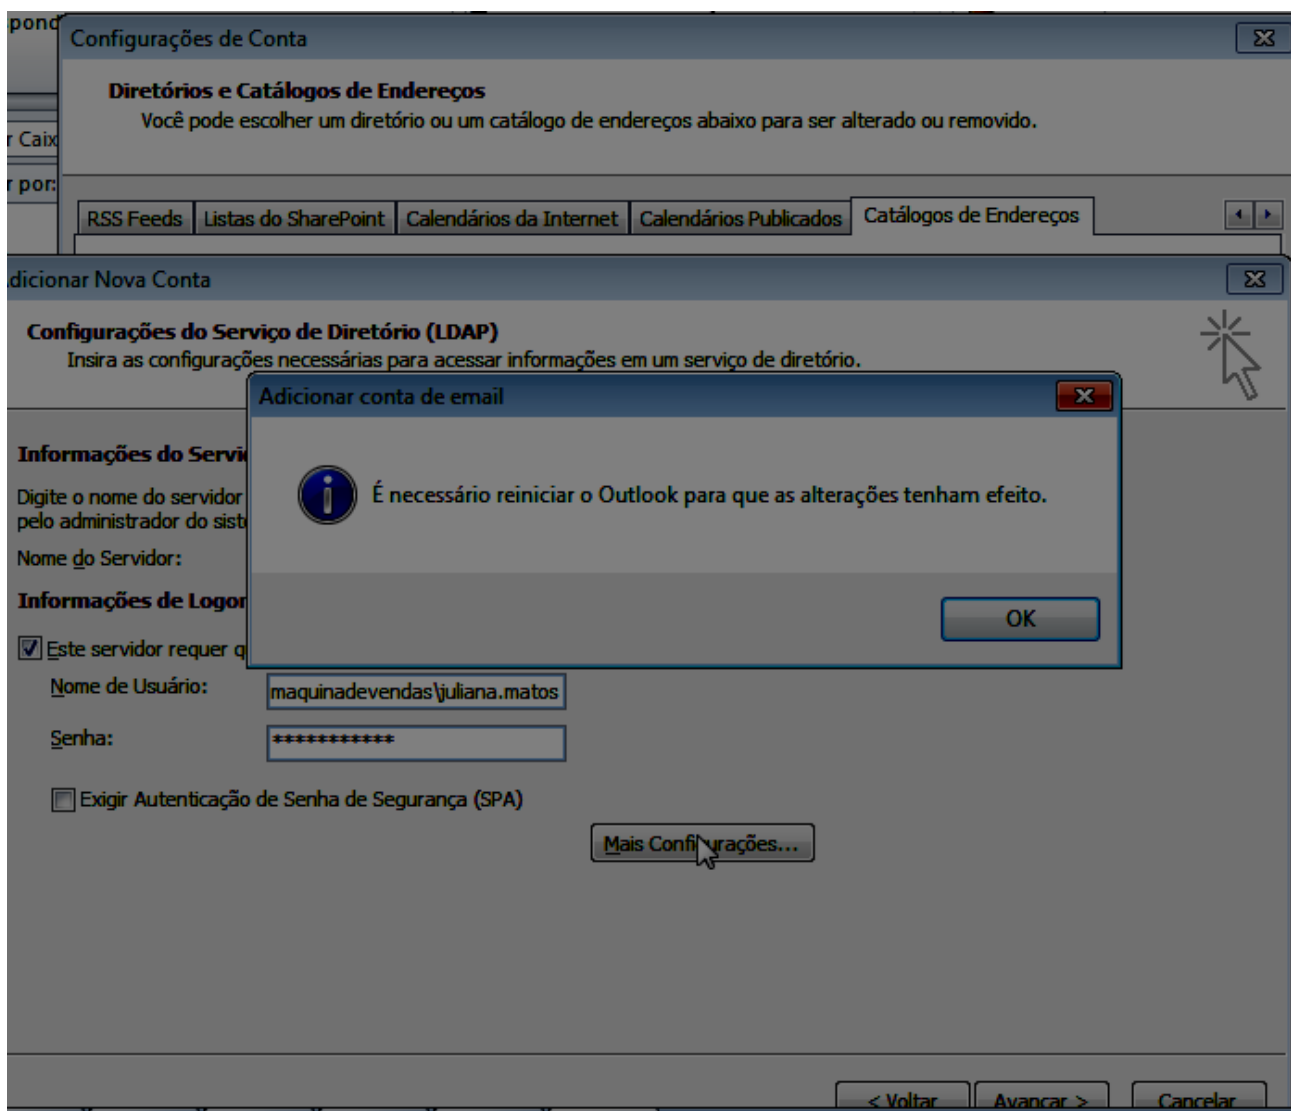 pond
Configurações de Conta
Diretórios e Catálogos de Endereços
Você pode escolher um diretório ou um catálogo de endereços abaixo para ser alterado ou removido.
r Caix
r por:
RSS Feeds Listas do SharePoint Calendários da Internet Calendários Publicados Catálogos de Endereços
dicionar Nova Conta
Configurações do Serviço de Diretório (LDAP)
Insira as configurações necessárias para acessar informações em um serviço de diretório.
Adicionar conta de email
É necessário reiniciar o Outlook para que as alterações tenham efeito.
OK
Informações do Servi
Digite o nome do servidor
pelo administrador do siste
Nome do Servidor:
Informações de Logon
Este servidor requer q
Nome de Usuário: maquinadevendas\juliana.matos
Senha: ***********
Exigir Autenticação de Senha de Segurança (SPA)
Mais Configurações...
< Voltar Avançar > Cancelar